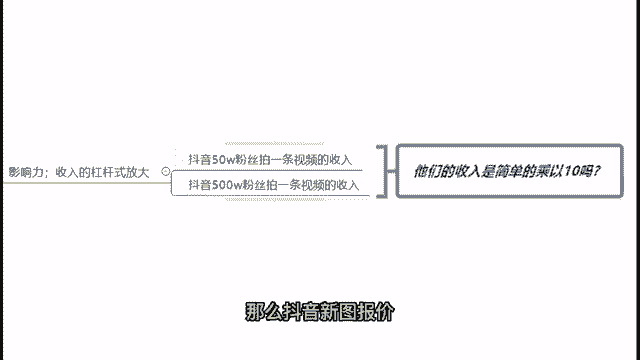 抖音50w粉丝拍一条视频的收入
影响力；收入的杠杆式放大
他们的收入是简单的乘以10吗？
抖音500w粉丝拍一条视频的收入
那么抖音新图报价